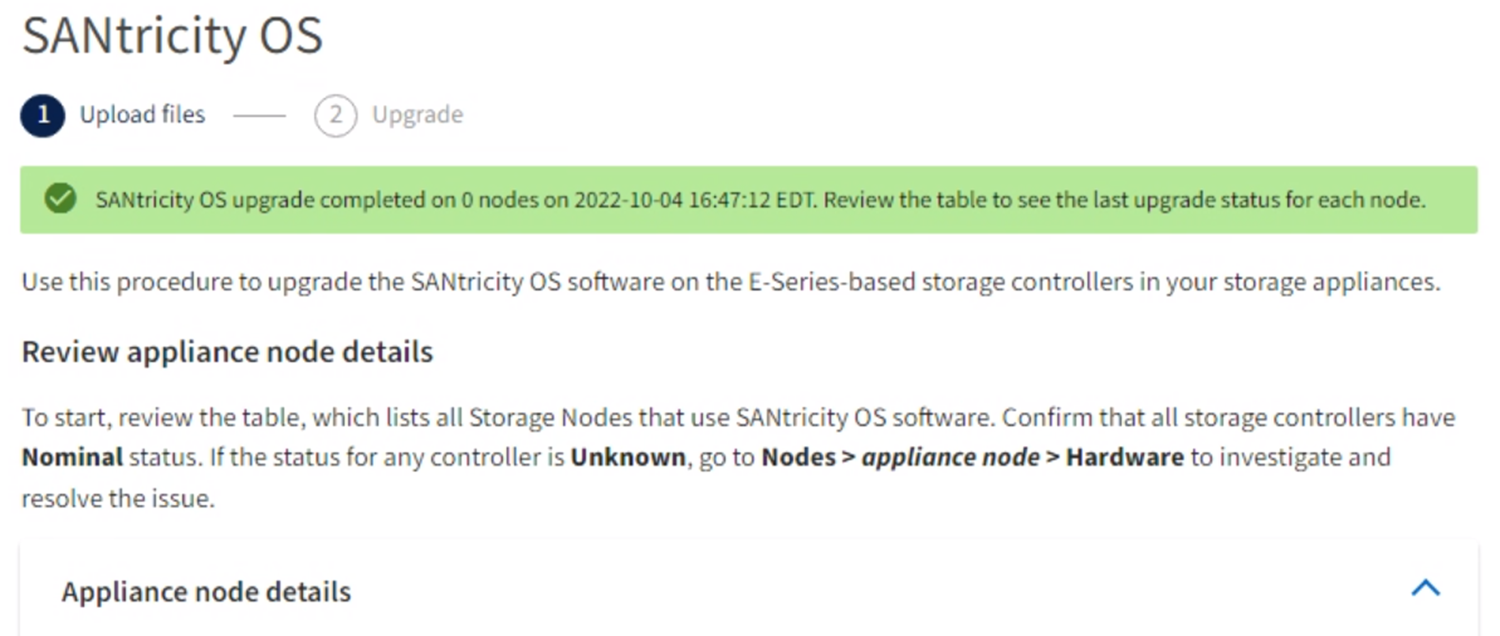 SANtricity OS
1 Upload files 2 Upgrade
SANtricity OS upgrade completed on 0 nodes on 2022-10-04 16:47:12 EDT. Review the table to see the last upgrade status for each node.
Use this procedure to upgrade the SANtricity OS software on the E-Series-based storage controllers in your storage appliances.
Review appliance node details
To start, review the table, which lists all Storage Nodes that use SANtricity OS software. Confirm that all storage controllers have
Nominal status. If the status for any controller is Unknown, go to Nodes > appliance node > Hardware to investigate and
resolve the issue.
Appliance node details